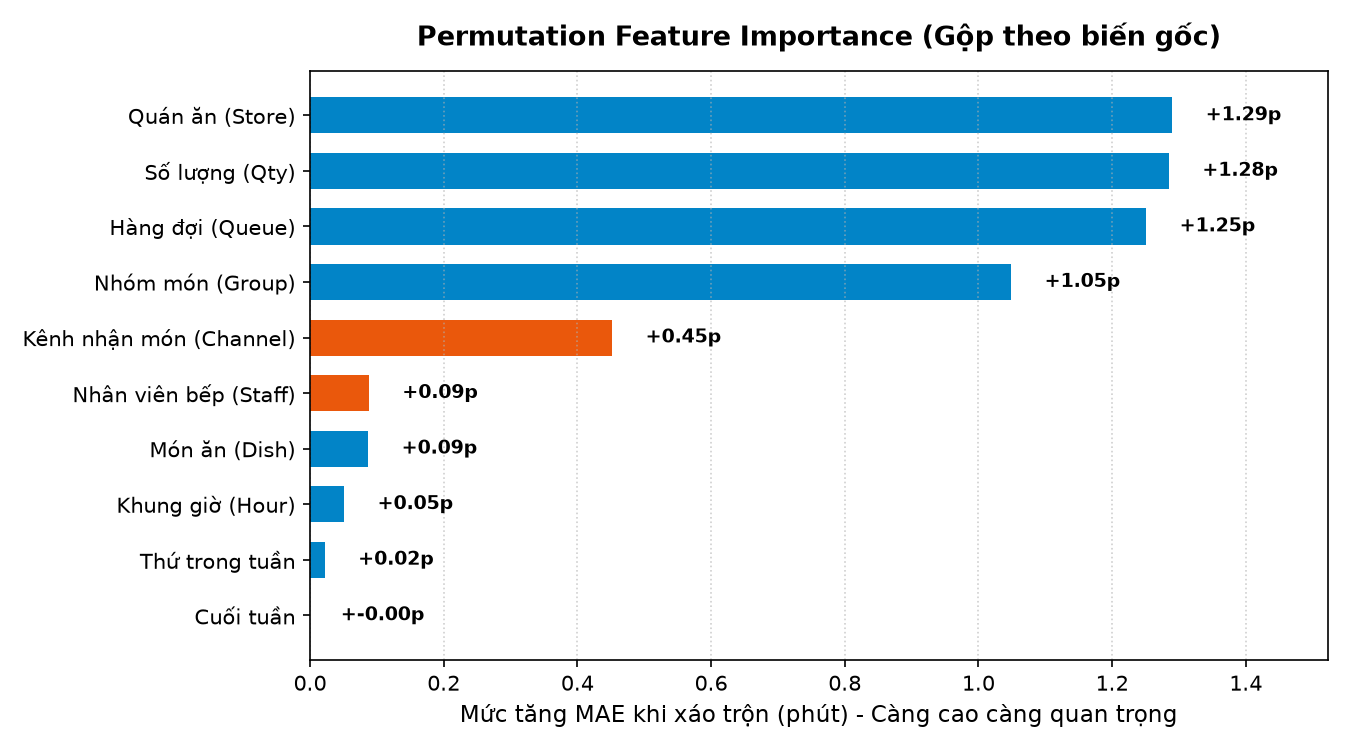 Permutation Feature Importance (Gộp theo biến gốc)
Quán ăn (Store) +1.29p
Số lượng (Qty) +1.28p
Hàng đợi (Queue) +1.25p
Nhóm món (Group) +1.05p
Kênh nhận món (Channel) +0.45p
Nhân viên bếp (Staff) +0.09p
Món ăn (Dish) +0.09p
Khung giờ (Hour) +0.05p
Thứ trong tuần +0.02p
Cuối tuần +-0.00p
0.0 0.2 0.4 0.6 0.8 1.0 1.2 1.4
Mức tăng MAE khi xáo trộn (phút) - Càng cao càng quan trọng